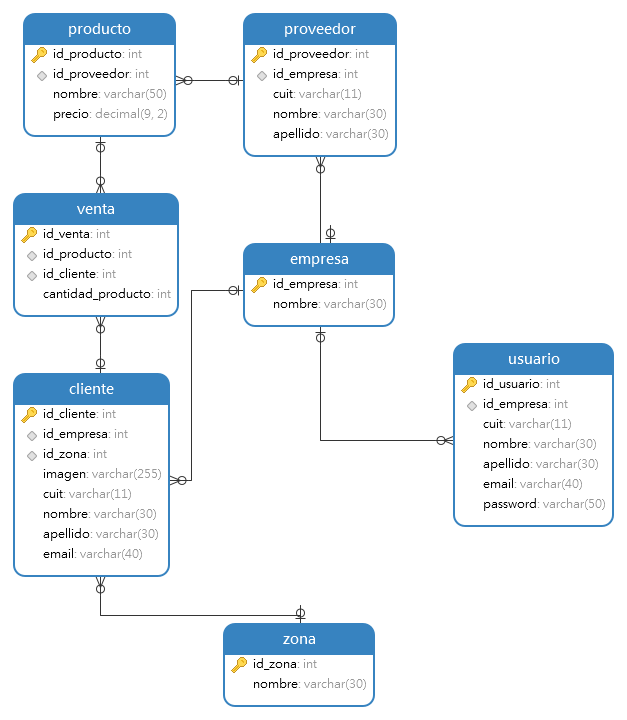 producto
id_producto: int
id_proveedor: int
nombre: varchar(50)
precio: decimal(9, 2)
proveedor
id_proveedor: int
id_empresa: int
cuit: varchar(11)
nombre: varchar(30)
apellido: varchar(30)
venta
id_venta: int
id_producto: int
id_cliente: int
cantidad_producto: int
empresa
id_empresa: int
nombre: varchar(30)
cliente
id_cliente: int
id_empresa: int
id_zona: int
imagen: varchar(255)
cuit: varchar(11)
nombre: varchar(30)
apellido: varchar(30)
email: varchar(40)
usuario
id_usuario: int
id_empresa: int
cuit: varchar(11)
nombre: varchar(30)
apellido: varchar(30)
email: varchar(40)
password: varchar(50)
zona
id_zona: int
nombre: varchar(30)